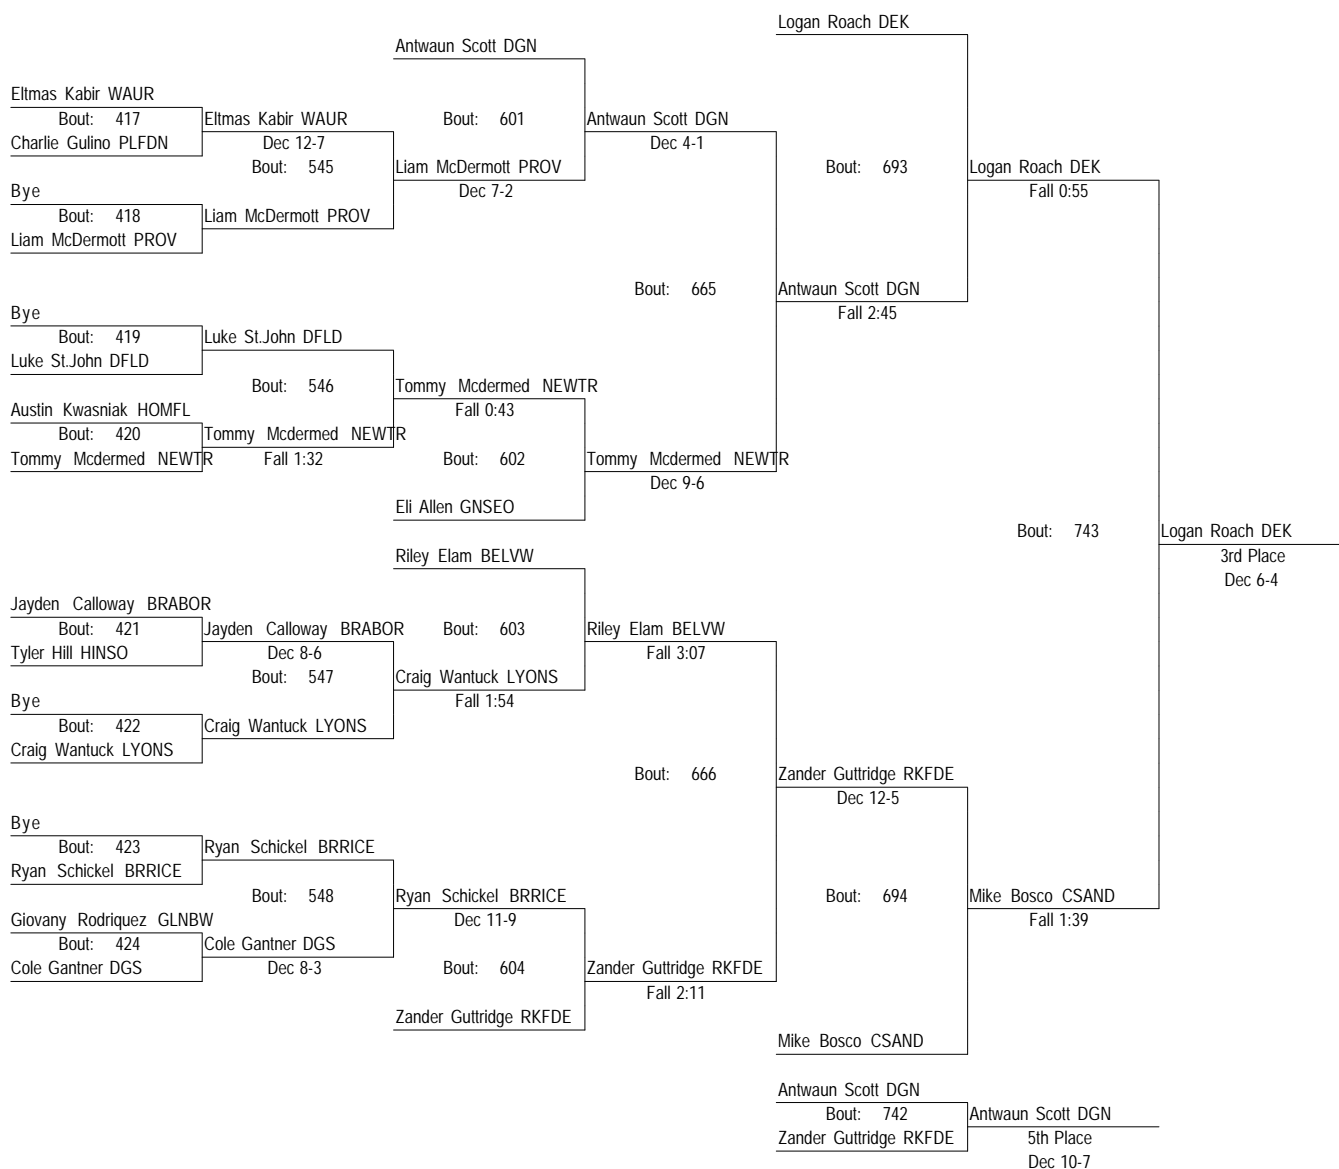 Logan Roach DEK
Antwaun Scott DGN
Eltmas Kabir WAUR
Bout: 417
Charlie Gulino PLFDN
Eltmas Kabir WAUR
Dec 12-7
Bout: 545
Bout: 601
Antwaun Scott DGN
Dec 4-1
Liam McDermott PROV
Dec 7-2
Bout: 693
Logan Roach DEK
Fall 0:55
Bye
Bout: 418
Liam McDermott PROV
Liam McDermott PROV
Bout: 665
Antwaun Scott DGN
Fall 2:45
Bye
Bout: 419
Luke St.John DFLD
Luke St.John DFLD
Bout: 546
Tommy Mcdermed NEWTR
Fall 0:43
Austin Kwasniak HOMFL
Bout: 420
Tommy Mcdermed NEWTR
Tommy Mcdermed NEWTR
Fall 1:32
Bout: 602
Tommy Mcdermed NEWTR
Dec 9-6
Eli Allen GNSEO
Bout: 743
Logan Roach DEK
3rd Place
Dec 6-4
Riley Elam BELVW
Jayden Calloway BRABOR
Bout: 421
Tyler Hill HINSO
Jayden Calloway BRABOR
Dec 8-6
Bout: 547
Bout: 603
Riley Elam BELVW
Fall 3:07
Craig Wantuck LYONS
Fall 1:54
Bye
Bout: 422
Craig Wantuck LYONS
Craig Wantuck LYONS
Bout: 666
Zander Guttridge RKFDE
Dec 12-5
Bye
Bout: 423
Ryan Schickel BRRICE
Ryan Schickel BRRICE
Bout: 548
Ryan Schickel BRRICE
Dec 11-9
Bout: 694
Mike Bosco CSAND
Fall 1:39
Giovany Rodriquez GLNBW
Bout: 424
Cole Gantner DGS
Cole Gantner DGS
Dec 8-3
Bout: 604
Zander Guttridge RKFDE
Fall 2:11
Zander Guttridge RKFDE
Mike Bosco CSAND
Antwaun Scott DGN
Bout: 742
Zander Guttridge RKFDE
Antwaun Scott DGN
5th Place
Dec 10-7